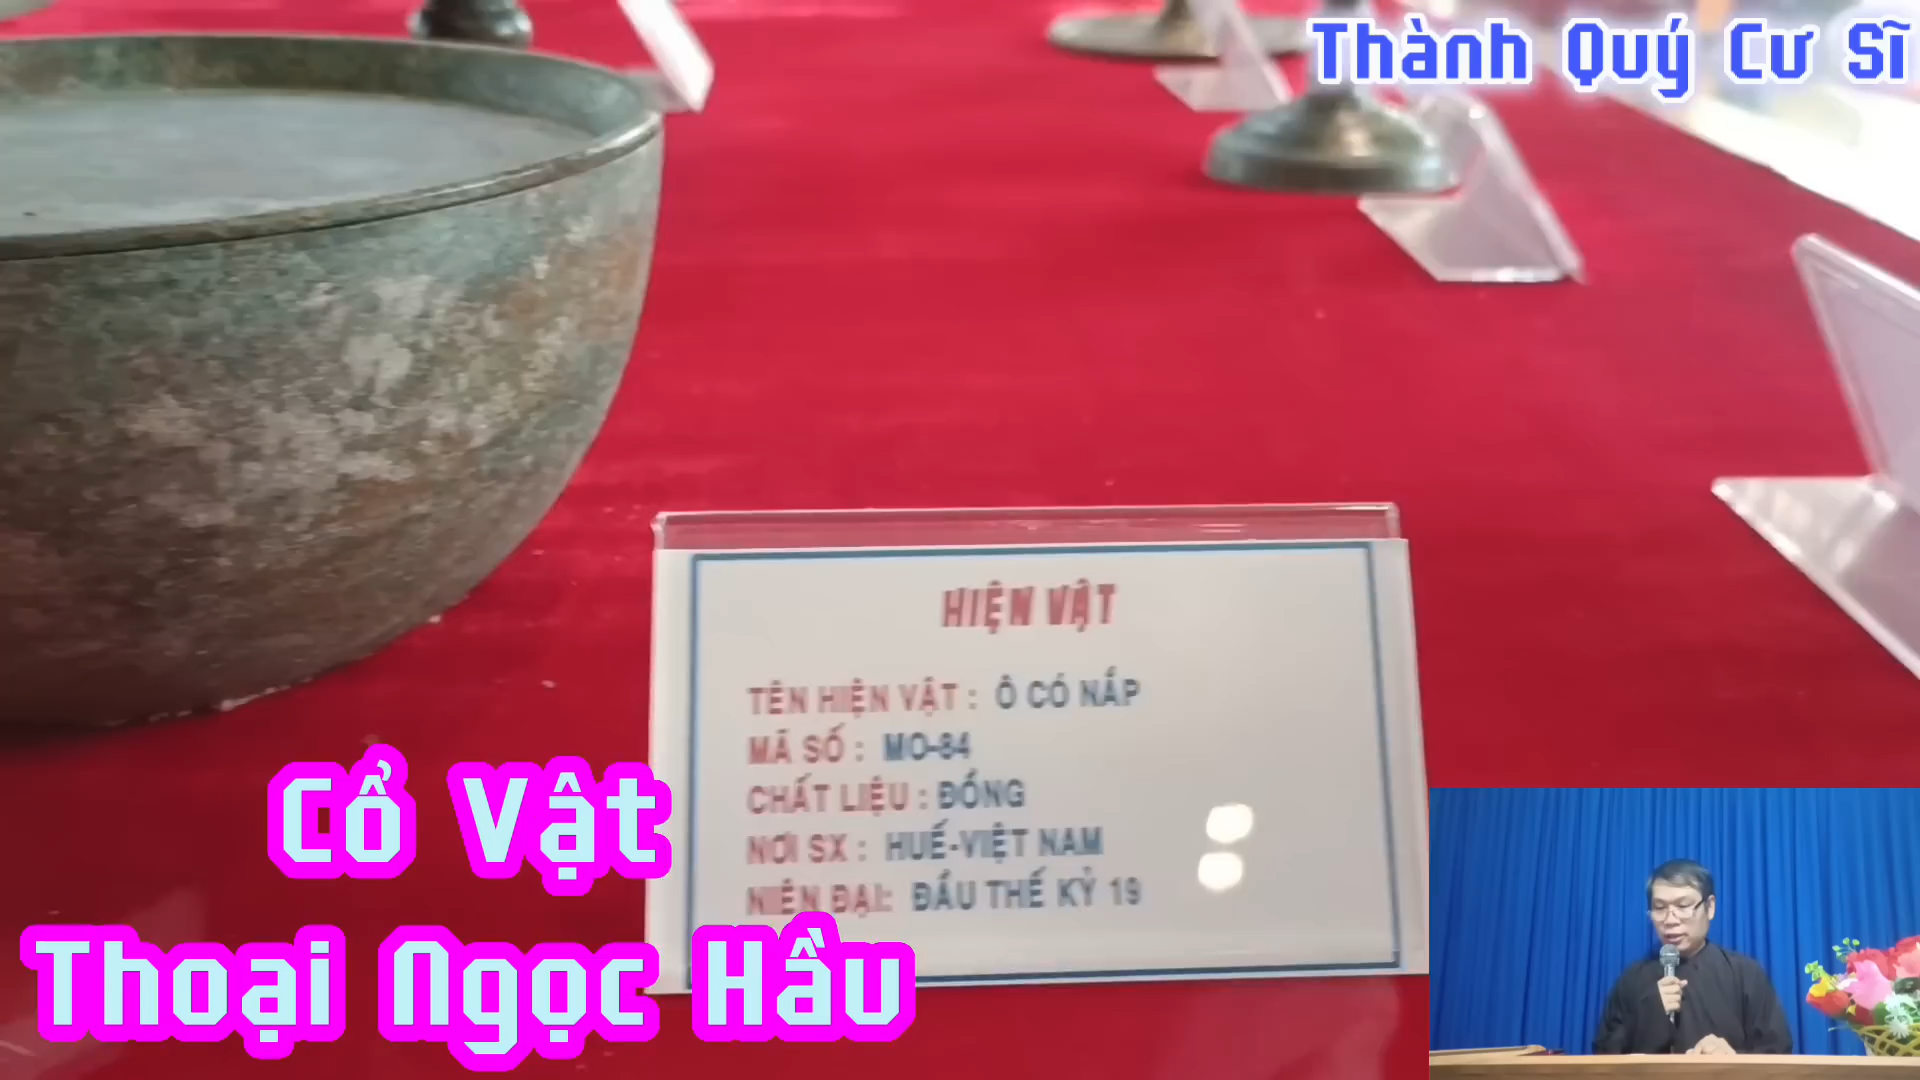 Thành Quý Cư Sĩ
HIỆN VẬT
TÊN HIỆN VẬT : Ô CÓ NẮP
MÃ SỐ : MO-84
CHẤT LIỆU : ĐỒNG
NƠI SX : HUẾ-VIỆT NAM
NIÊN ĐẠI: ĐẦU THẾ KỶ 19
Cổ Vật
Thoại Ngọc Hầu